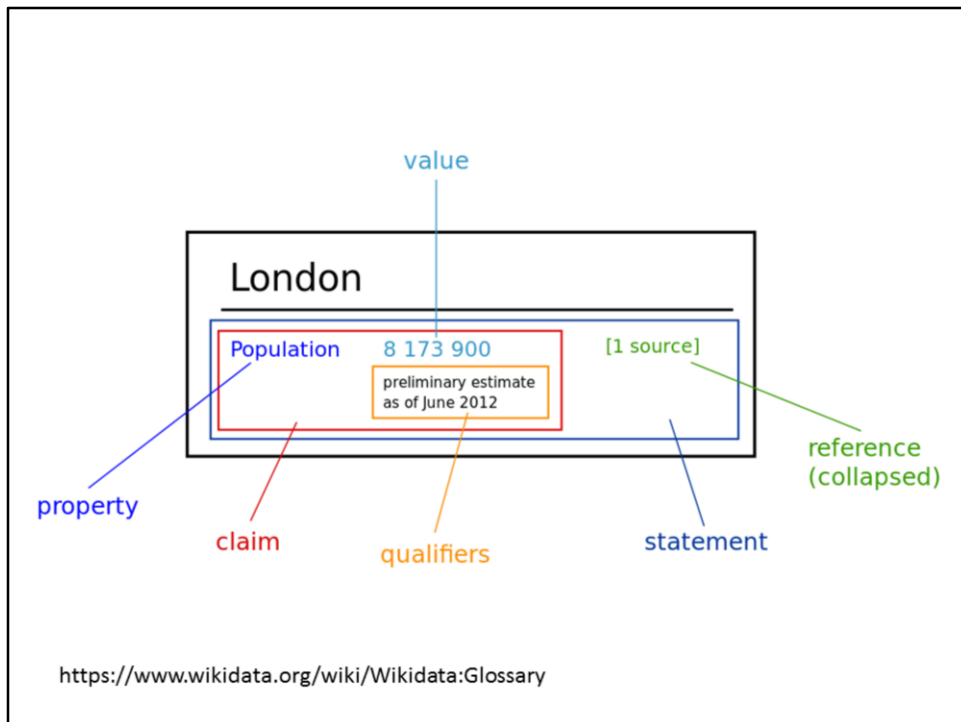 value
London
Population 8 173 900 [1 source]
preliminary estimate
as of June 2012
reference
(collapsed)
property
claim
qualifiers
statement
https://www.wikidata.org/wiki/Wikidata:Glossary